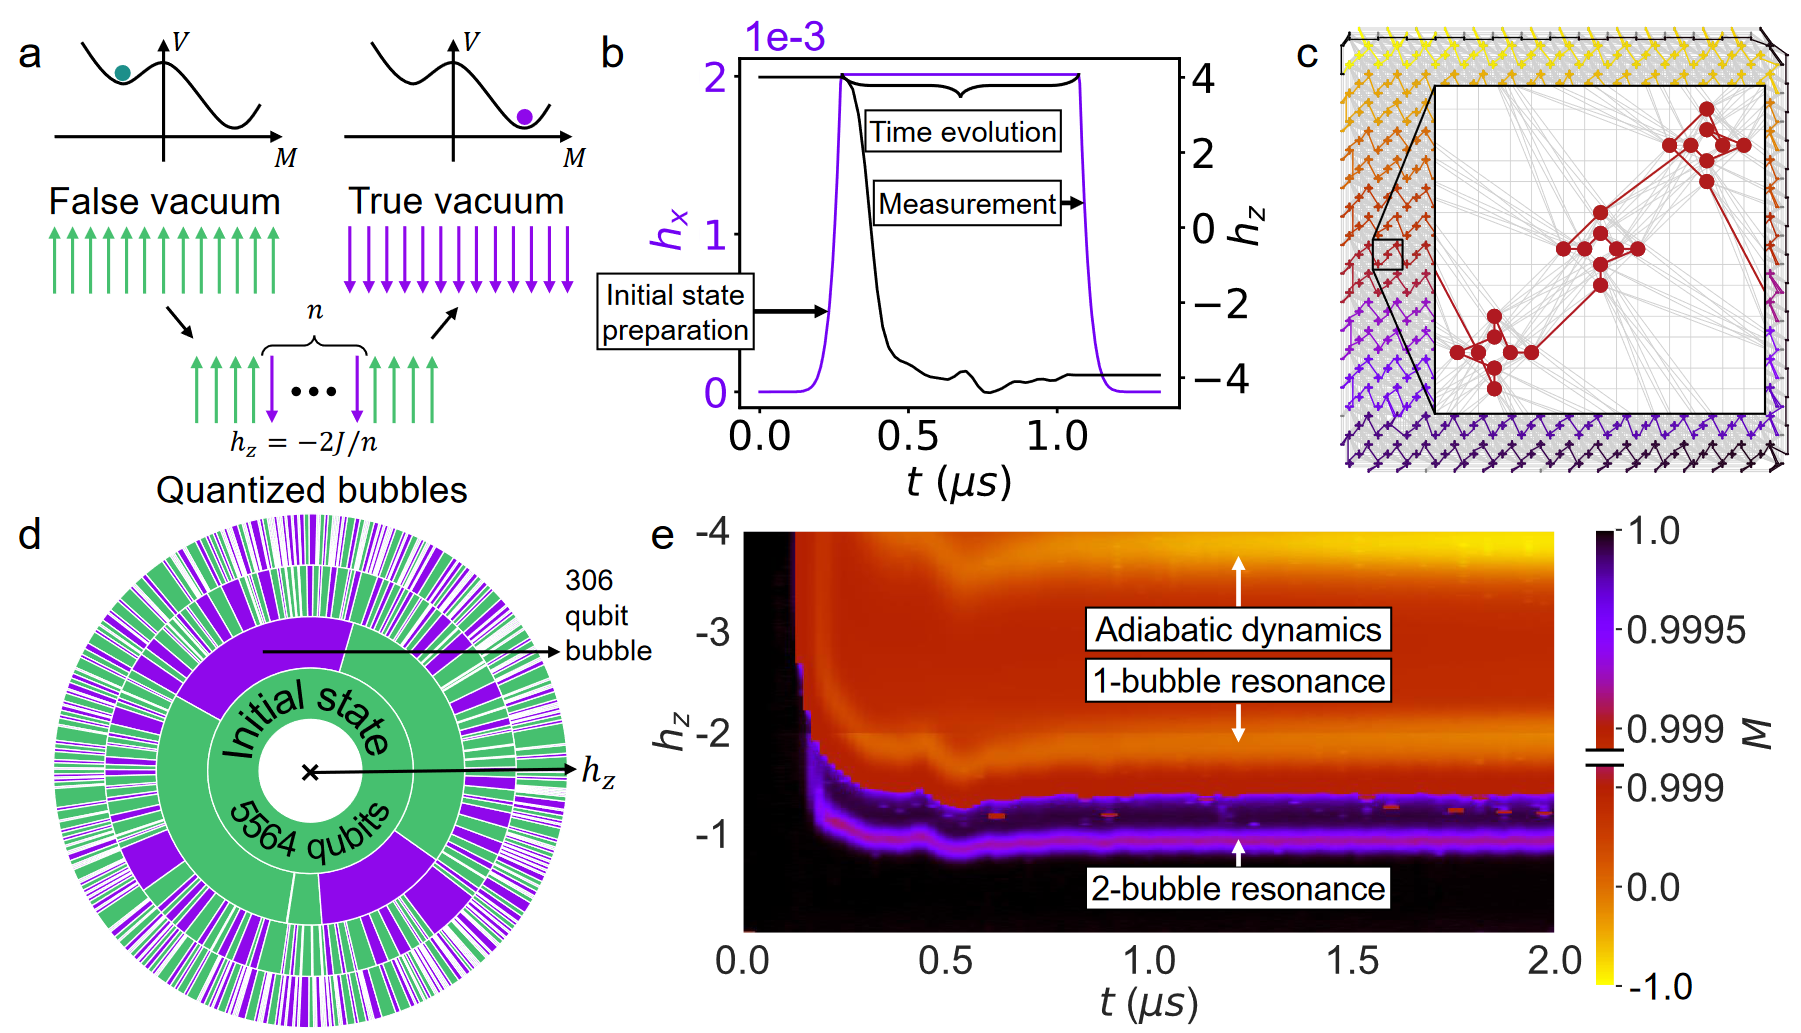 a
V
M
V
M
False vacuum
True vacuum
n
h_z = −2J/n
Quantized bubbles
b
1e-3
2
1
0
h_x
4
2
0
−2
−4
h_z
Time evolution
Measurement
Initial state
preparation
0.0
0.5
1.0
t (μs)
c
d
Initial state
5564 qubits
306
qubit
bubble
h_z
e
-4
-3
-2
-1
h_z
Adiabatic dynamics
1-bubble resonance
2-bubble resonance
0.0
0.5
1.0
1.5
2.0
t (μs)
1.0
0.9995
0.999
0.999
0.0
-1.0
M